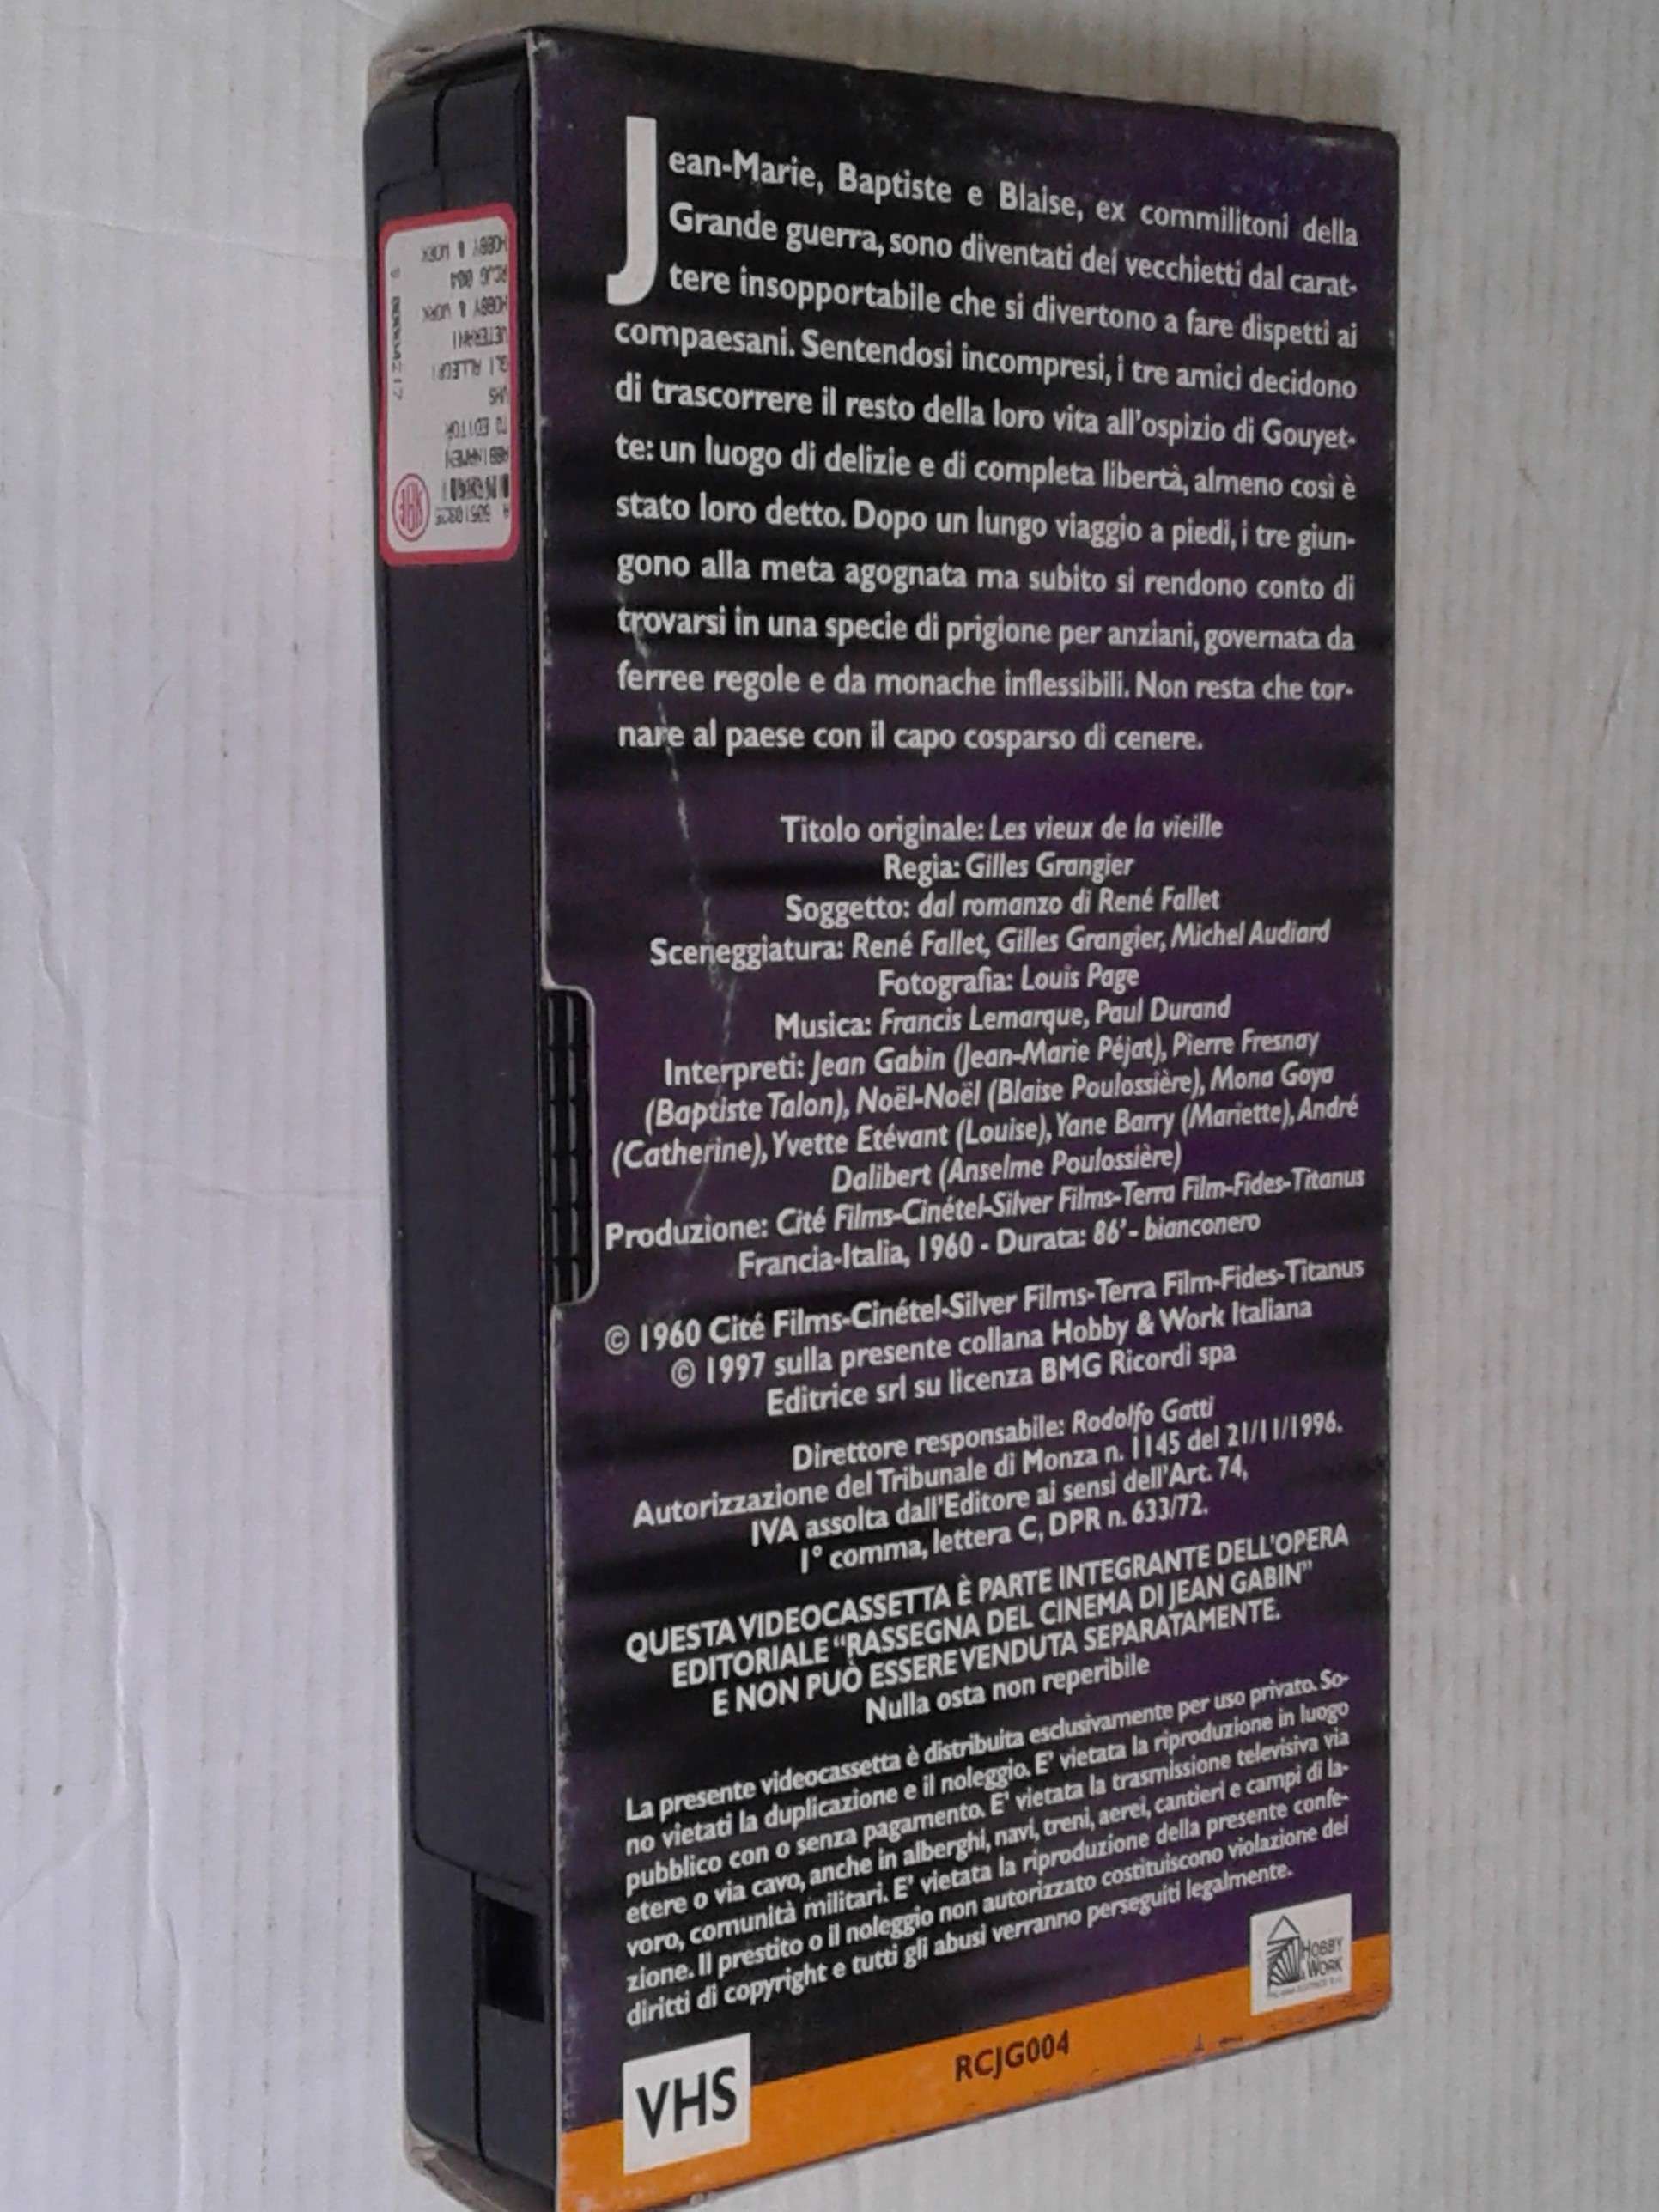 Jean-Marie, Baptiste e Blaise, ex commilitoni della
Grande guerra, sono diventati dei vecchietti dal carat-
tere insopportabile che si divertono a fare dispetti ai
compaesani. Sentendosi incompresi, i tre amici decidono
di trascorrere il resto della loro vita all'ospizio di Gouyet-
te: un luogo di delizie e di completa libertà, almeno così è
stato loro detto. Dopo un lungo viaggio a piedi, i tre giun-
gono alla meta agognata ma subito si rendono conto di
trovarsi in una specie di prigione per anziani, governata da
ferree regole e da monache inflessibili. Non resta che tor-
nare al paese con il capo cosparso di cenere.
Titolo originale: Les vieux de la vieille
Regia: Gilles Grangier
Soggetto: dal romanzo di René Fallet
Sceneggiatura: René Fallet, Gilles Grangier, Michel Audiard
Fotografia: Louis Page
Musica: Francis Lemarque, Paul Durand
Interpreti: Jean Gabin (Jean-Marie Péjat), Pierre Fresnay
(Baptiste Talon), Noël-Noël (Blaise Poulossière), Mona Goya
(Catherine), Yvette Etévant (Louise), Yane Barry (Mariette), André
Dalibert (Anselme Poulossière)
Produzione: Cité Films-Cinétel-Silver Films-Terra Film-Fides-Titanus
Francia-Italia, 1960 - Durata: 86' - bianconero
© 1960 Cité Films-Cinétel-Silver Films-Terra Film-Fides-Titanus
© 1997 sulla presente collana Hobby & Work Italiana
Editrice srl su licenza BMG Ricordi spa
Direttore responsabile: Rodolfo Gatti
Autorizzazione del Tribunale di Monza n. 1145 del 21/11/1996.
IVA assolta dall'Editore ai sensi dell'Art. 74,
1° comma, lettera C, DPR n. 633/72.
QUESTA VIDEOCASSETTA È PARTE INTEGRANTE DELL'OPERA
EDITORIALE "RASSEGNA DEL CINEMA DI JEAN GABIN"
E NON PUÒ ESSERE VENDUTA SEPARATAMENTE.
Nulla osta non reperibile
La presente videocassetta è distribuita esclusivamente per uso privato. So-
no vietati la duplicazione e il noleggio. E' vietata la riproduzione in luogo
pubblico con o senza pagamento. E' vietata la trasmissione televisiva via
etere o via cavo, anche in alberghi, navi, treni, aerei, cantieri e campi di la-
voro, comunità militari. E' vietata la riproduzione della presente confe-
zione. Il prestito o il noleggio non autorizzato costituiscono violazione dei
diritti di copyright e tutti gli abusi verranno perseguiti legalmente.
HOBBY
& WORK
VHS
RCJG004
ABBINAMEN
TO EDITOR
VHS
GLI ALLEGRI
VETERANI
HOBBY & WORK
RCJG 004
HOBBY & WORK